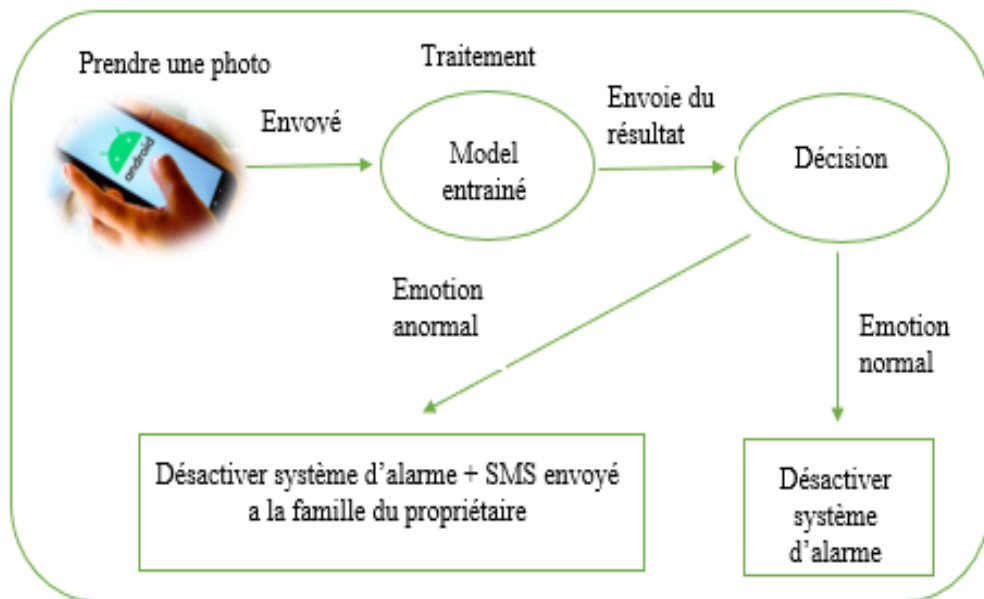 Prendre une photo
Traitement
android
Envoyé
Model
entrainé
Envoie du
résultat
Décision
Emotion
anormal
Emotion
normal
Désactiver système d'alarme + SMS envoyé
a la famille du propriétaire
Désactiver
système
d'alarme